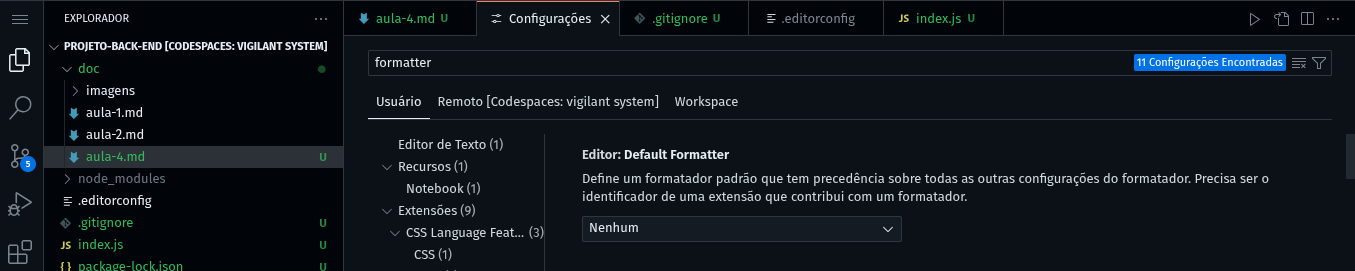 EXPLORADOR
PROJETO-BACK-END [CODESPACES: VIGILANT SYSTEM]
doc
imagens
aula-1.md
aula-2.md
aula-4.md U
node_modules
.editorconfig
.gitignore U
JS index.js U
{} package-lock.json U
5
aula-4.md U
Configurações
.gitignore U
.editorconfig
JS index.js U
formatter
11 Configurações Encontradas
Usuário Remoto [Codespaces: vigilant system] Workspace
Editor de Texto (1)
Recursos (1)
Notebook (1)
Extensões (9)
CSS Language Feat... (3)
CSS (1)
Editor: Default Formatter
Define um formatador padrão que tem precedência sobre todas as outras configurações do formatador. Precisa ser o
identificador de uma extensão que contribui com um formatador.
Nenhum